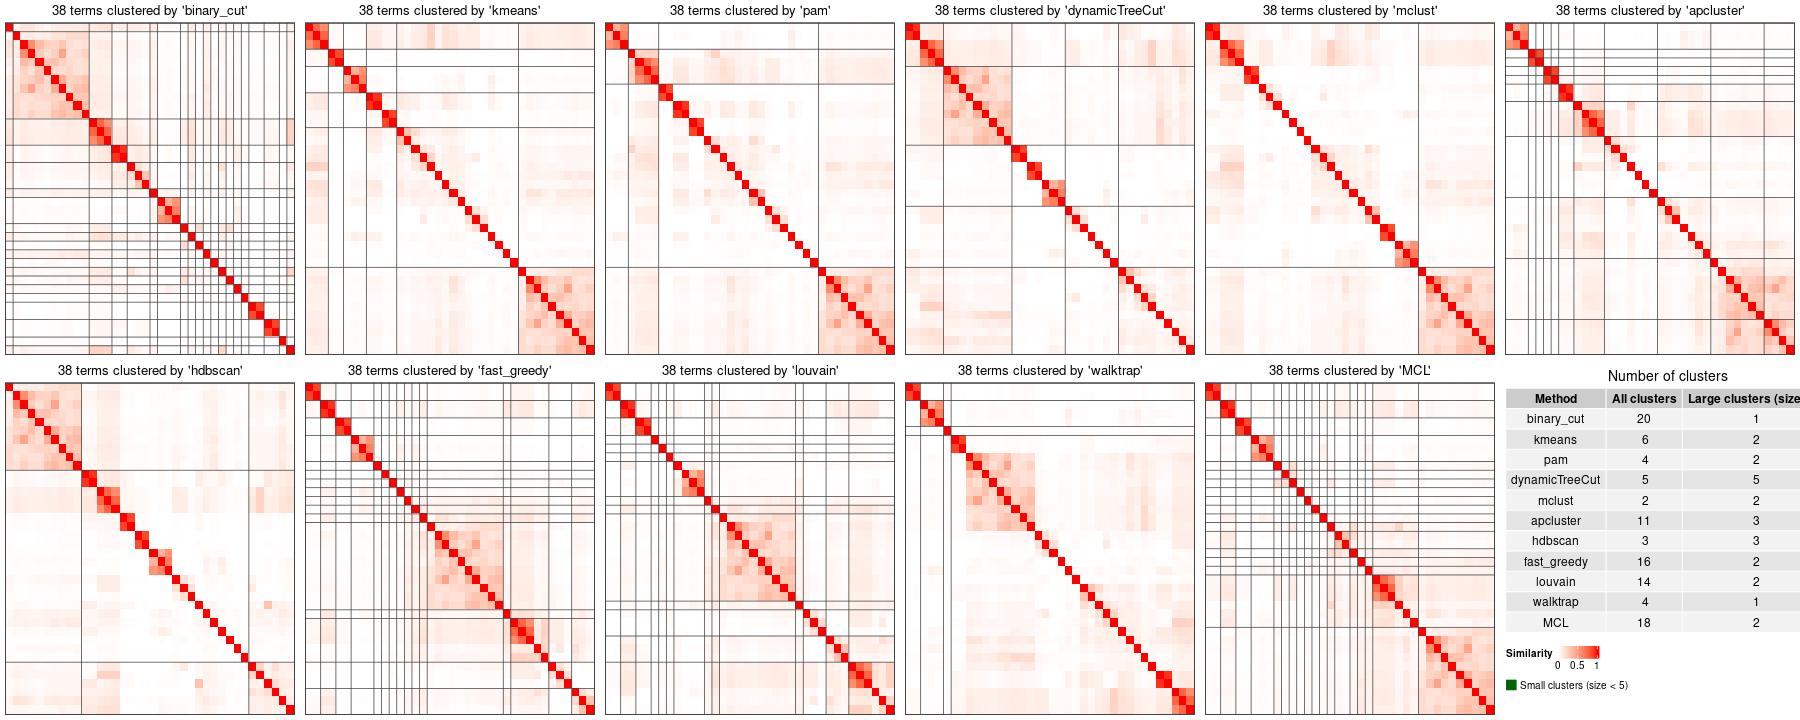 38 terms clustered by 'binary_cut'
38 terms clustered by 'kmeans'
38 terms clustered by 'pam'
38 terms clustered by 'dynamicTreeCut'
38 terms clustered by 'mclust'
38 terms clustered by 'apcluster'
38 terms clustered by 'hdbscan'
38 terms clustered by 'fast_greedy'
38 terms clustered by 'louvain'
38 terms clustered by 'walktrap'
38 terms clustered by 'MCL'
Number of clusters
Method All clusters Large clusters (size
binary_cut 20 1
kmeans 6 2
pam 4 2
dynamicTreeCut 5 5
mclust 2 2
apcluster 11 3
hdbscan 3 3
fast_greedy 16 2
louvain 14 2
walktrap 4 1
MCL 18 2
Similarity
0 0.5 1
Small clusters (size < 5)